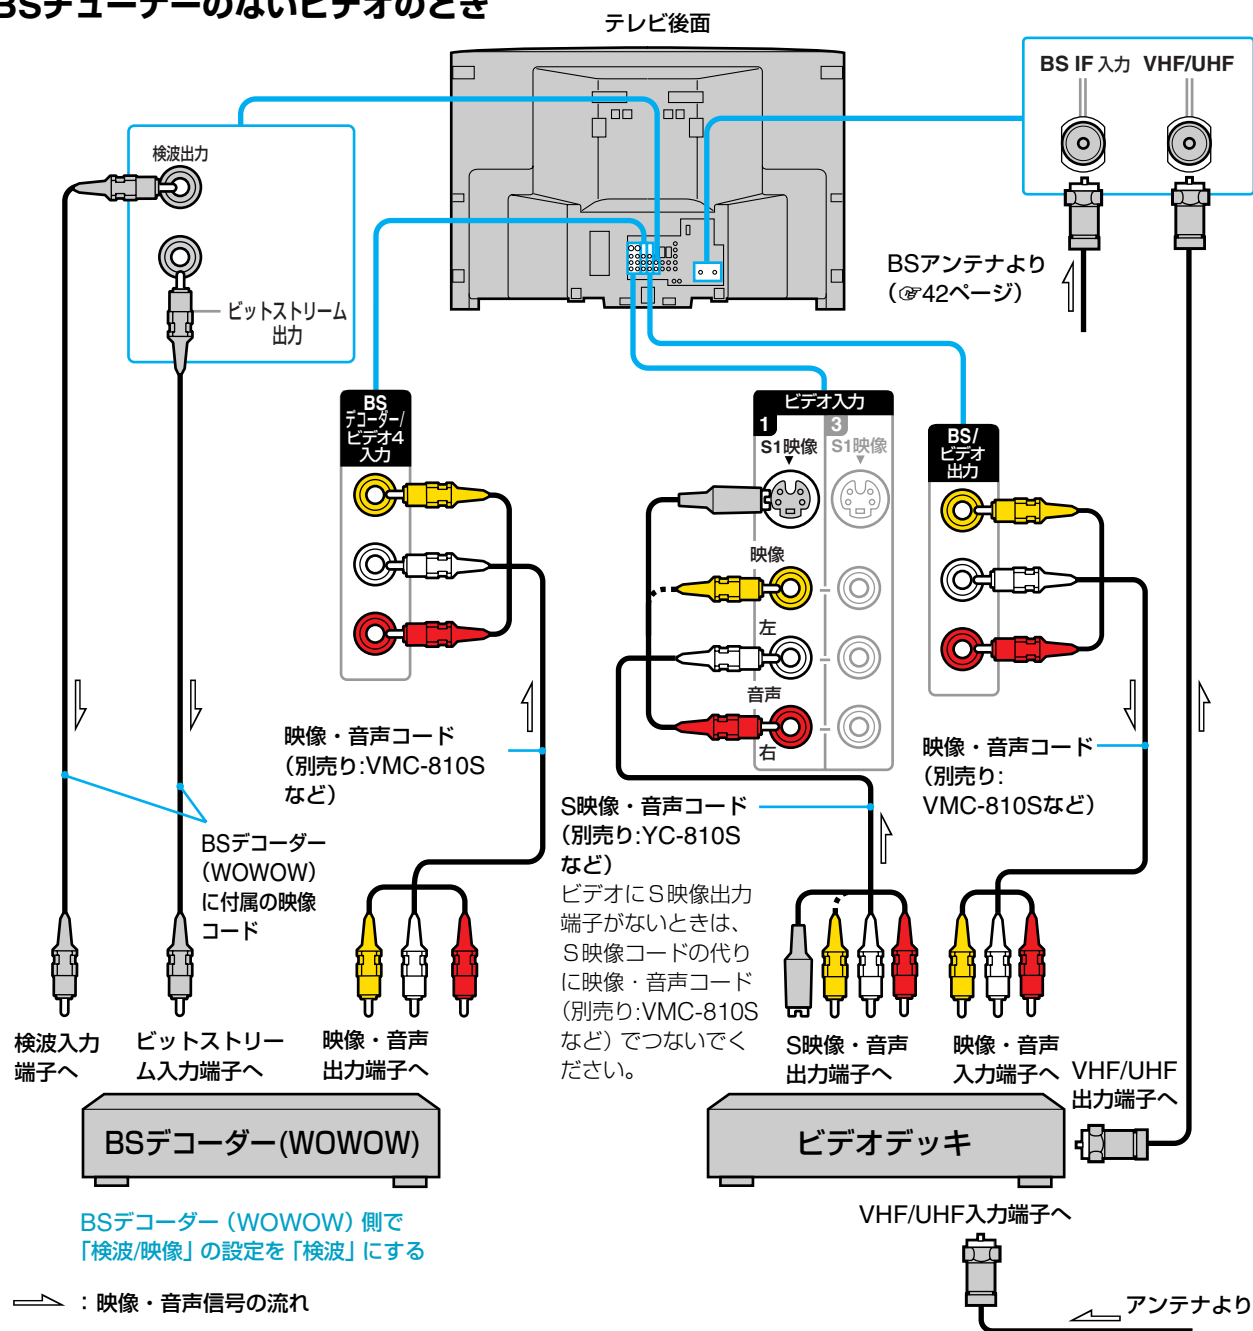 BSチューナーのないビデオのとき
テレビ後面
BS IF 入力 VHF/UHF
検波出力
ビットストリーム
出力
BSアンテナより
(☞42ページ)
BS
デコーダー/
ビデオ4
入力
ビデオ入力
1
3
S1映像
S1映像
映像
左
音声
右
BS/
ビデオ
出力
映像・音声コード
(別売り:VMC-810S
など)
BSデコーダー
(WOWOW)
に付属の映像
コード
S映像・音声コード
(別売り:YC-810S
など)
ビデオにS映像出力
端子がないときは、
S映像コードの代り
に映像・音声コード
(別売り:VMC-810S
など)でつないでく
ださい。
映像・音声コード
(別売り:
VMC-810Sなど)
検波入力
端子へ
ビットストリー
ム入力端子へ
映像・音声
出力端子へ
S映像・音声
出力端子へ
映像・音声
入力端子へ
VHF/UHF
出力端子へ
BSデコーダー(WOWOW)
ビデオデッキ
BSデコーダー(WOWOW)側で
「検波/映像」の設定を「検波」にする
VHF/UHF入力端子へ
:映像・音声信号の流れ
アンテナより